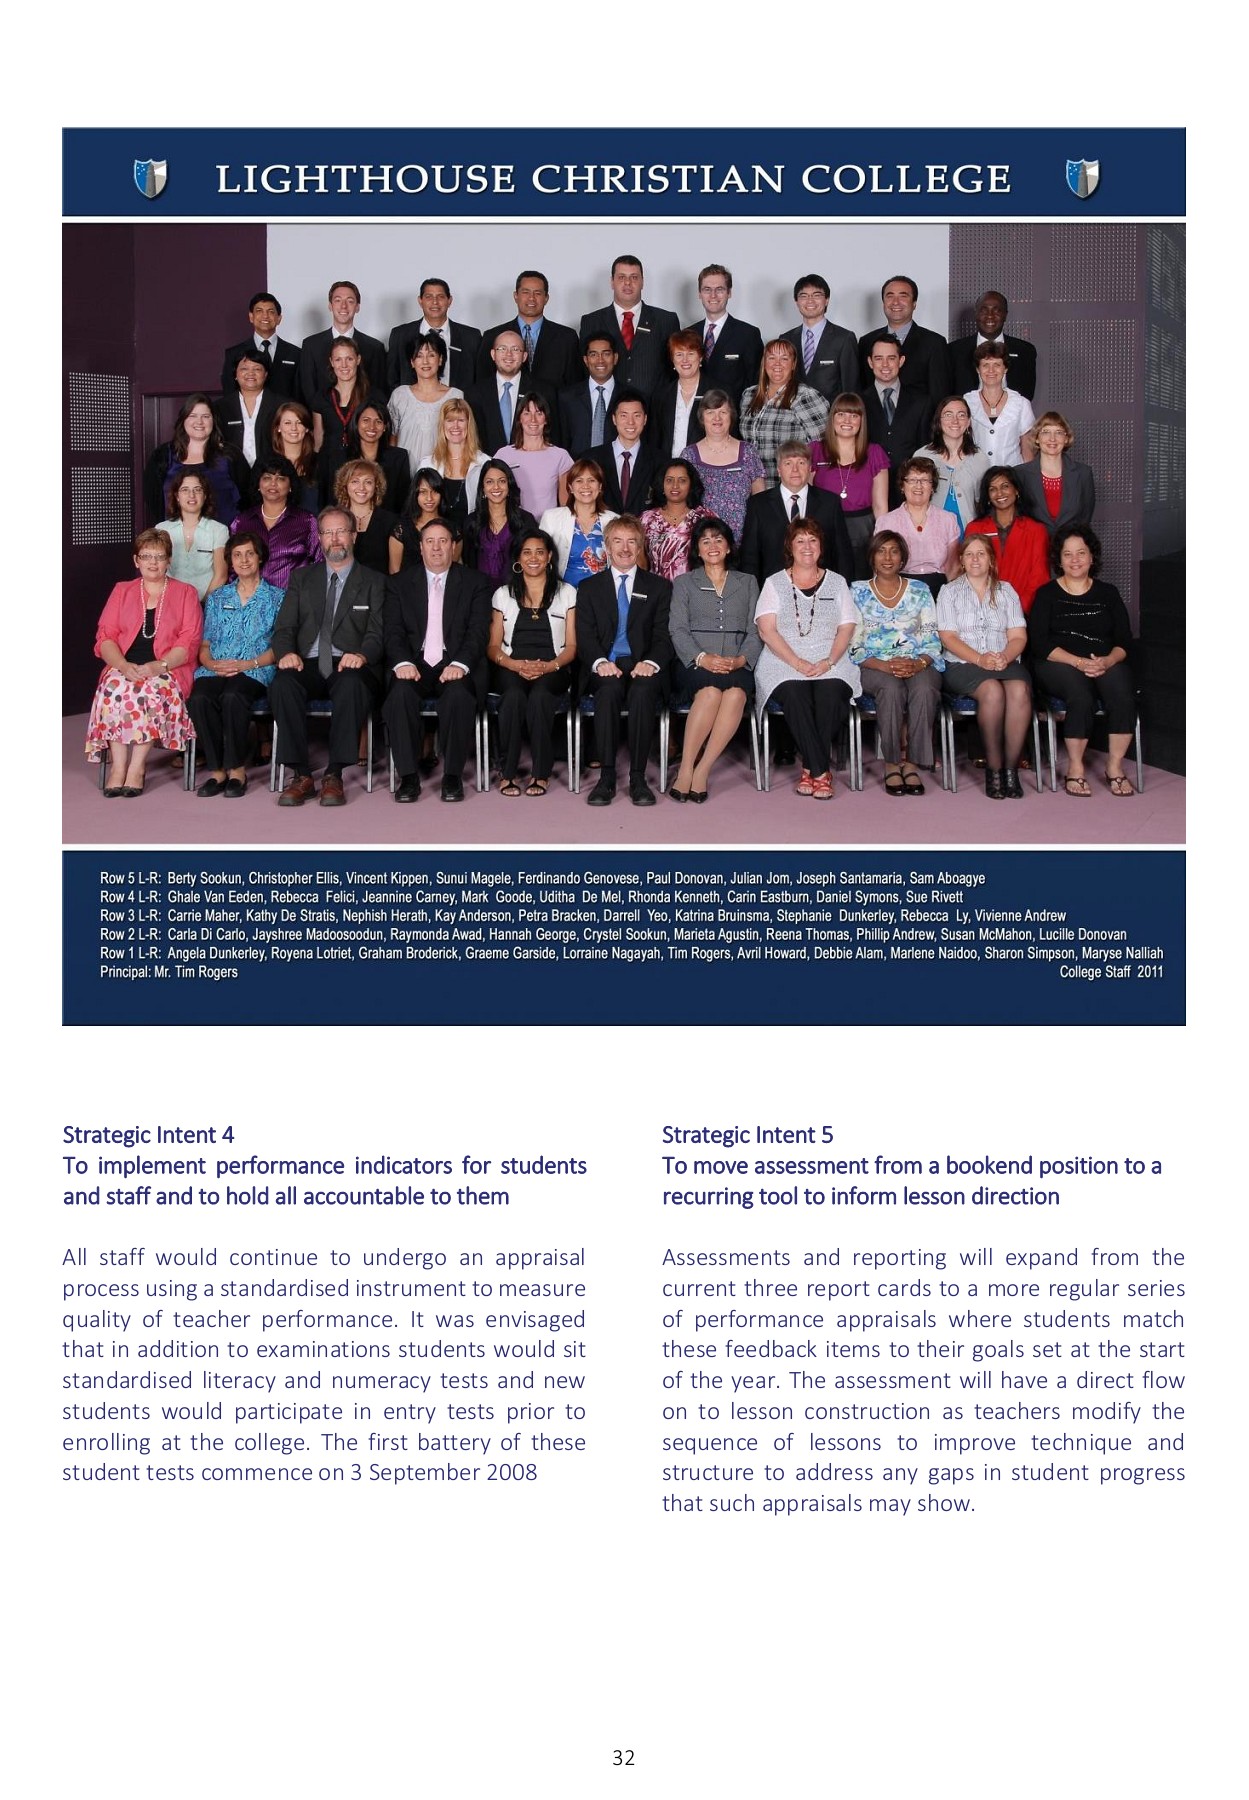 LIGHTHOUSE CHRISTIAN COLLEGE
Row 5 L-R: Berty Sookun, Christopher Ellis, Vincent Kippen, Sunui Magele, Ferdinando Genovese, Paul Donovan, Julian Jom, Joseph Santamaria, Sam Aboagye
Row 4 L-R: Ghale Van Eeden, Rebecca Felici, Jeannine Carney, Mark Goode, Uditha De Mel, Rhonda Kenneth, Carin Eastburn, Daniel Symons, Sue Rivett
Row 3 L-R: Carrie Maher, Kathy De Stratis, Nephish Herath, Kay Anderson, Petra Bracken, Darrell Yeo, Katrina Bruinsma, Stephanie Dunkerley, Rebecca Ly, Vivienne Andrew
Row 2 L-R: Carla Di Carlo, Jayshree Madoosoodun, Raymonda Awad, Hannah George, Crystel Sookun, Marieta Agustin, Reena Thomas, Phillip Andrew, Susan McMahon, Lucille Donovan
Row 1 L-R: Angela Dunkerley, Royena Lotriet, Graham Broderick, Graeme Garside, Lorraine Nagayah, Tim Rogers, Avril Howard, Debbie Alam, Marlene Naidoo, Sharon Simpson, Maryse Nalliah
Principal: Mr. Tim Rogers College Staff 2011
Strategic Intent 4
To implement performance indicators for students
and staff and to hold all accountable to them
All staff would continue to undergo an appraisal
process using a standardised instrument to measure
quality of teacher performance. It was envisaged
that in addition to examinations students would sit
standardised literacy and numeracy tests and new
students would participate in entry tests prior to
enrolling at the college. The first battery of these
student tests commence on 3 September 2008
Strategic Intent 5
To move assessment from a bookend position to a
recurring tool to inform lesson direction
Assessments and reporting will expand from the
current three report cards to a more regular series
of performance appraisals where students match
these feedback items to their goals set at the start
of the year. The assessment will have a direct flow
on to lesson construction as teachers modify the
sequence of lessons to improve technique and
structure to address any gaps in student progress
that such appraisals may show.
32